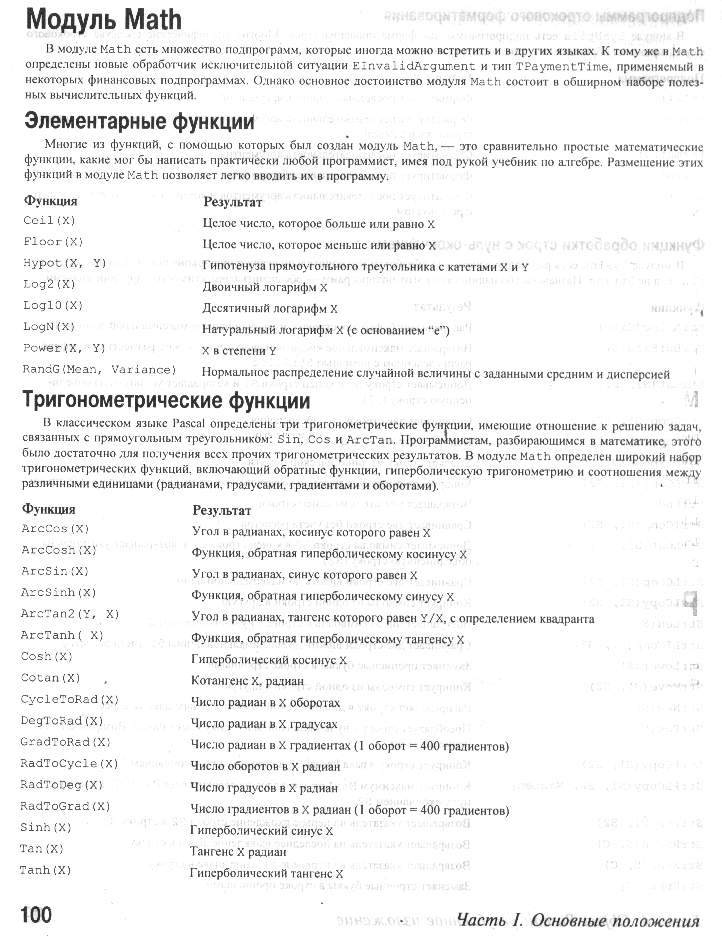 Модуль Math
В модуле Math есть множество подпрограмм, которые иногда можно встретить и в других языках. К тому же в Math
определены новые обработчик исключительной ситуации EInvalidArgument и тип TPaymentTime, применяемый в
некоторых финансовых подпрограммах. Однако основное достоинство модуля Math состоит в обширном наборе полез-
ных вычислительных функций.
Элементарные функции
Многие из функций, с помощью которых был создан модуль Math, — это сравнительно простые математические
функции, какие мог бы написать практически любой программист, имея под рукой учебник по алгебре. Размещение этих
функций в модуле Math позволяет легко вводить их в программу.
Функция Результат
Ceil(X) Целое число, которое больше или равно X
Floor(X) Целое число, которое меньше или равно X
Hypot(X, Y) Гипотенуза прямоугольного треугольника с катетами X и Y
Log2(X) Двоичный логарифм X
Log10(X) Десятичный логарифм X
LogN(X) Натуральный логарифм X (с основанием “e”)
Power(X, Y) X в степени Y
RandG(Mean, Variance) Нормальное распределение случайной величины с заданными средним и дисперсией
Тригонометрические функции
В классическом языке Pascal определены три тригонометрические функции, имеющие отношение к решению задач,
связанных с прямоугольным треугольником: Sin, Cos и ArcTan. Программистам, разбирающимся в математике, этого
было достаточно для получения всех прочих тригонометрических результатов. В модуле Math определен широкий набор
тригонометрических функций, включающий обратные функции, гиперболическую тригонометрию и соотношения между
различными единицами (радианами, градусами, градиентами и оборотами).
Функция Результат
ArcCos(X) Угол в радианах, косинус которого равен X
ArcCosh(X) Функция, обратная гиперболическому косинусу X
ArcSin(X) Угол в радианах, синус которого равен X
ArcSinh(X) Функция, обратная гиперболическому синусу X
ArcTan2(Y, X) Угол в радианах, тангенс которого равен Y/X, с определением квадранта
ArcTanh( X) Функция, обратная гиперболическому тангенсу X
Cosh(X) Гиперболический косинус X
Cotan(X) Котангенс X, радиан
CycleToRad(X) Число радиан в X оборотах
DegToRad(X) Число радиан в X градусах
GradToRad(X) Число радиан в X градиентах (1 оборот = 400 градиентов)
RadToCycle(X) Число оборотов в X радиан
RadToDeg(X) Число градусов в X радиан
RadToGrad(X) Число градиентов в X радиан (1 оборот = 400 градиентов)
Sinh(X) Гиперболический синус X
Tan(X) Тангенс X радиан
Tanh(X) Гиперболический тангенс X
100 Часть I. Основные положения